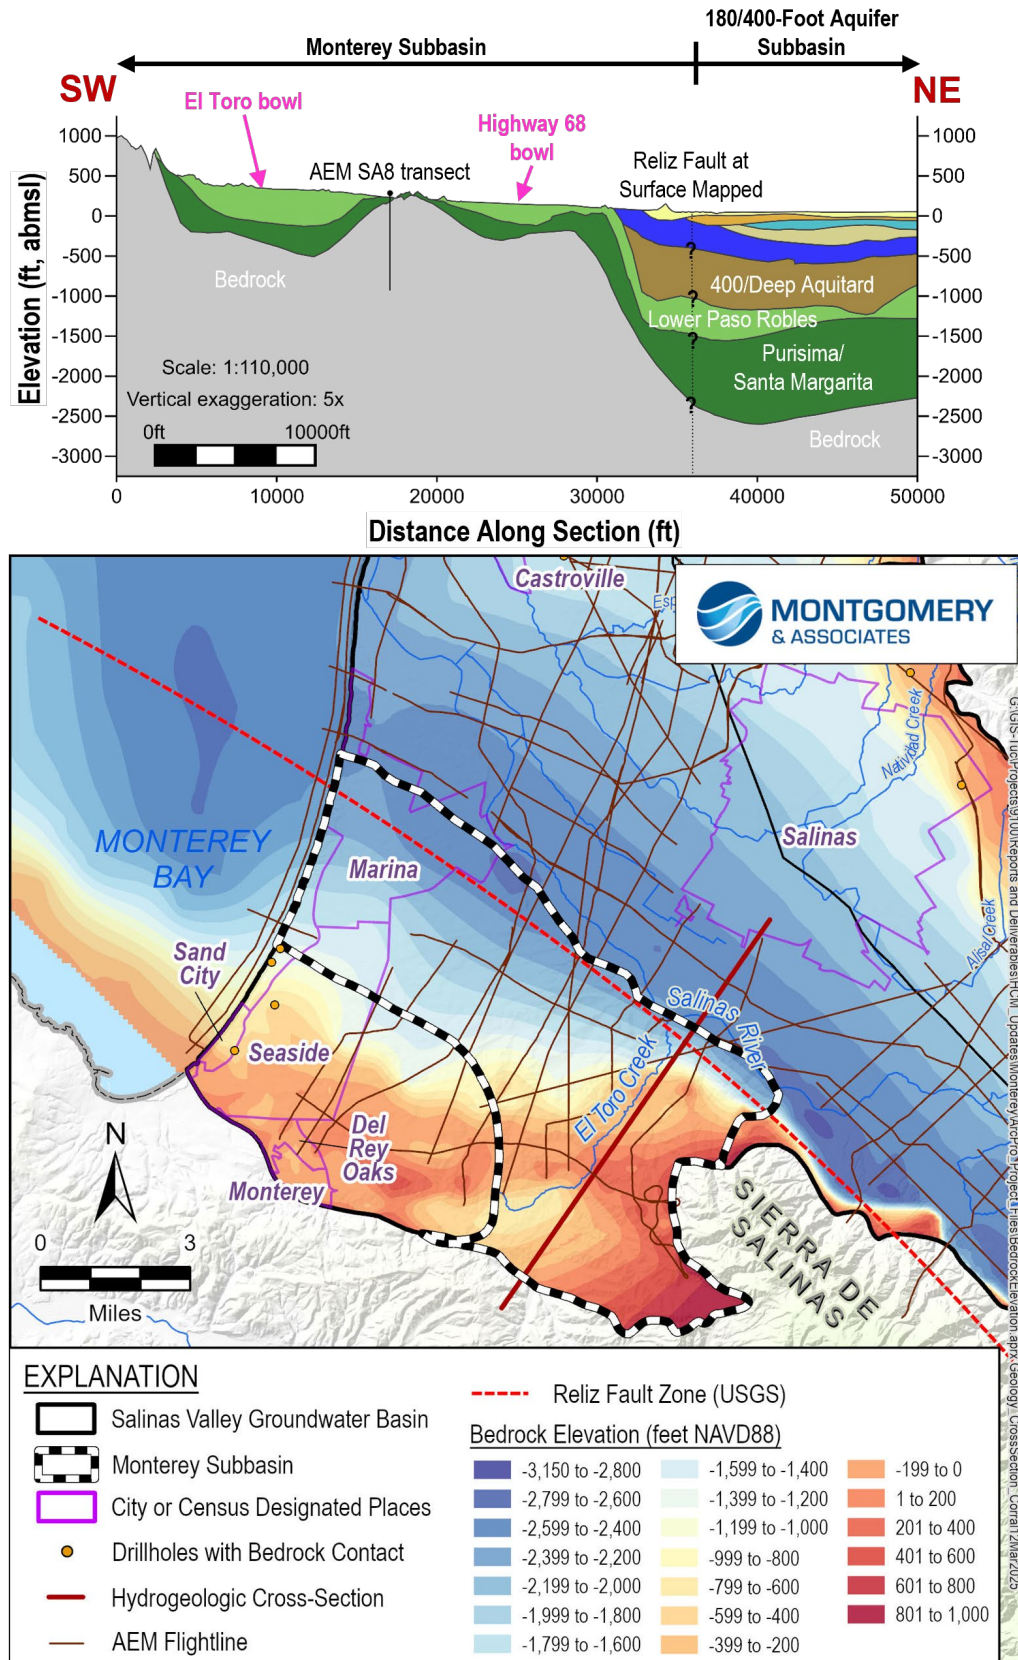 180/400-Foot Aquifer
Monterey Subbasin
Subbasin
SW
NE
El Toro bowl
Highway 68
bowl
AEM SA8 transect
Reliz Fault at
Surface Mapped
Elevation (ft, abmsl)
1000
500
0
-500
-1000
-1500
-2000
-2500
-3000
1000
500
0
-500
-1000
-1500
-2000
-2500
-3000
?
?
?
?
Bedrock
400/Deep Aquitard
Lower Paso Robles
Purisima/
Santa Margarita
Bedrock
Scale: 1:110,000
Vertical exaggeration: 5x
0ft 10000ft
0 10000 20000 30000 40000 50000
Distance Along Section (ft)
Castroville
Esp
MONTGOMERY
& ASSOCIATES
Natividad Creek
MONTEREY
BAY
Marina
Salinas
Alisal Creek
Sand
City
Salinas River
Seaside
El Toro Creek
Del
Rey
Oaks
Monterey
SIERRA DE
SALINAS
N
0 3
Miles
EXPLANATION
Salinas Valley Groundwater Basin
Monterey Subbasin
City or Census Designated Places
Drillholes with Bedrock Contact
Hydrogeologic Cross-Section
AEM Flightline
Reliz Fault Zone (USGS)
Bedrock Elevation (feet NAVD88)
-3,150 to -2,800
-2,799 to -2,600
-2,599 to -2,400
-2,399 to -2,200
-2,199 to -2,000
-1,999 to -1,800
-1,799 to -1,600
-1,599 to -1,400
-1,399 to -1,200
-1,199 to -1,000
-999 to -800
-799 to -600
-599 to -400
-399 to -200
-199 to 0
1 to 200
201 to 400
401 to 600
601 to 800
801 to 1,000